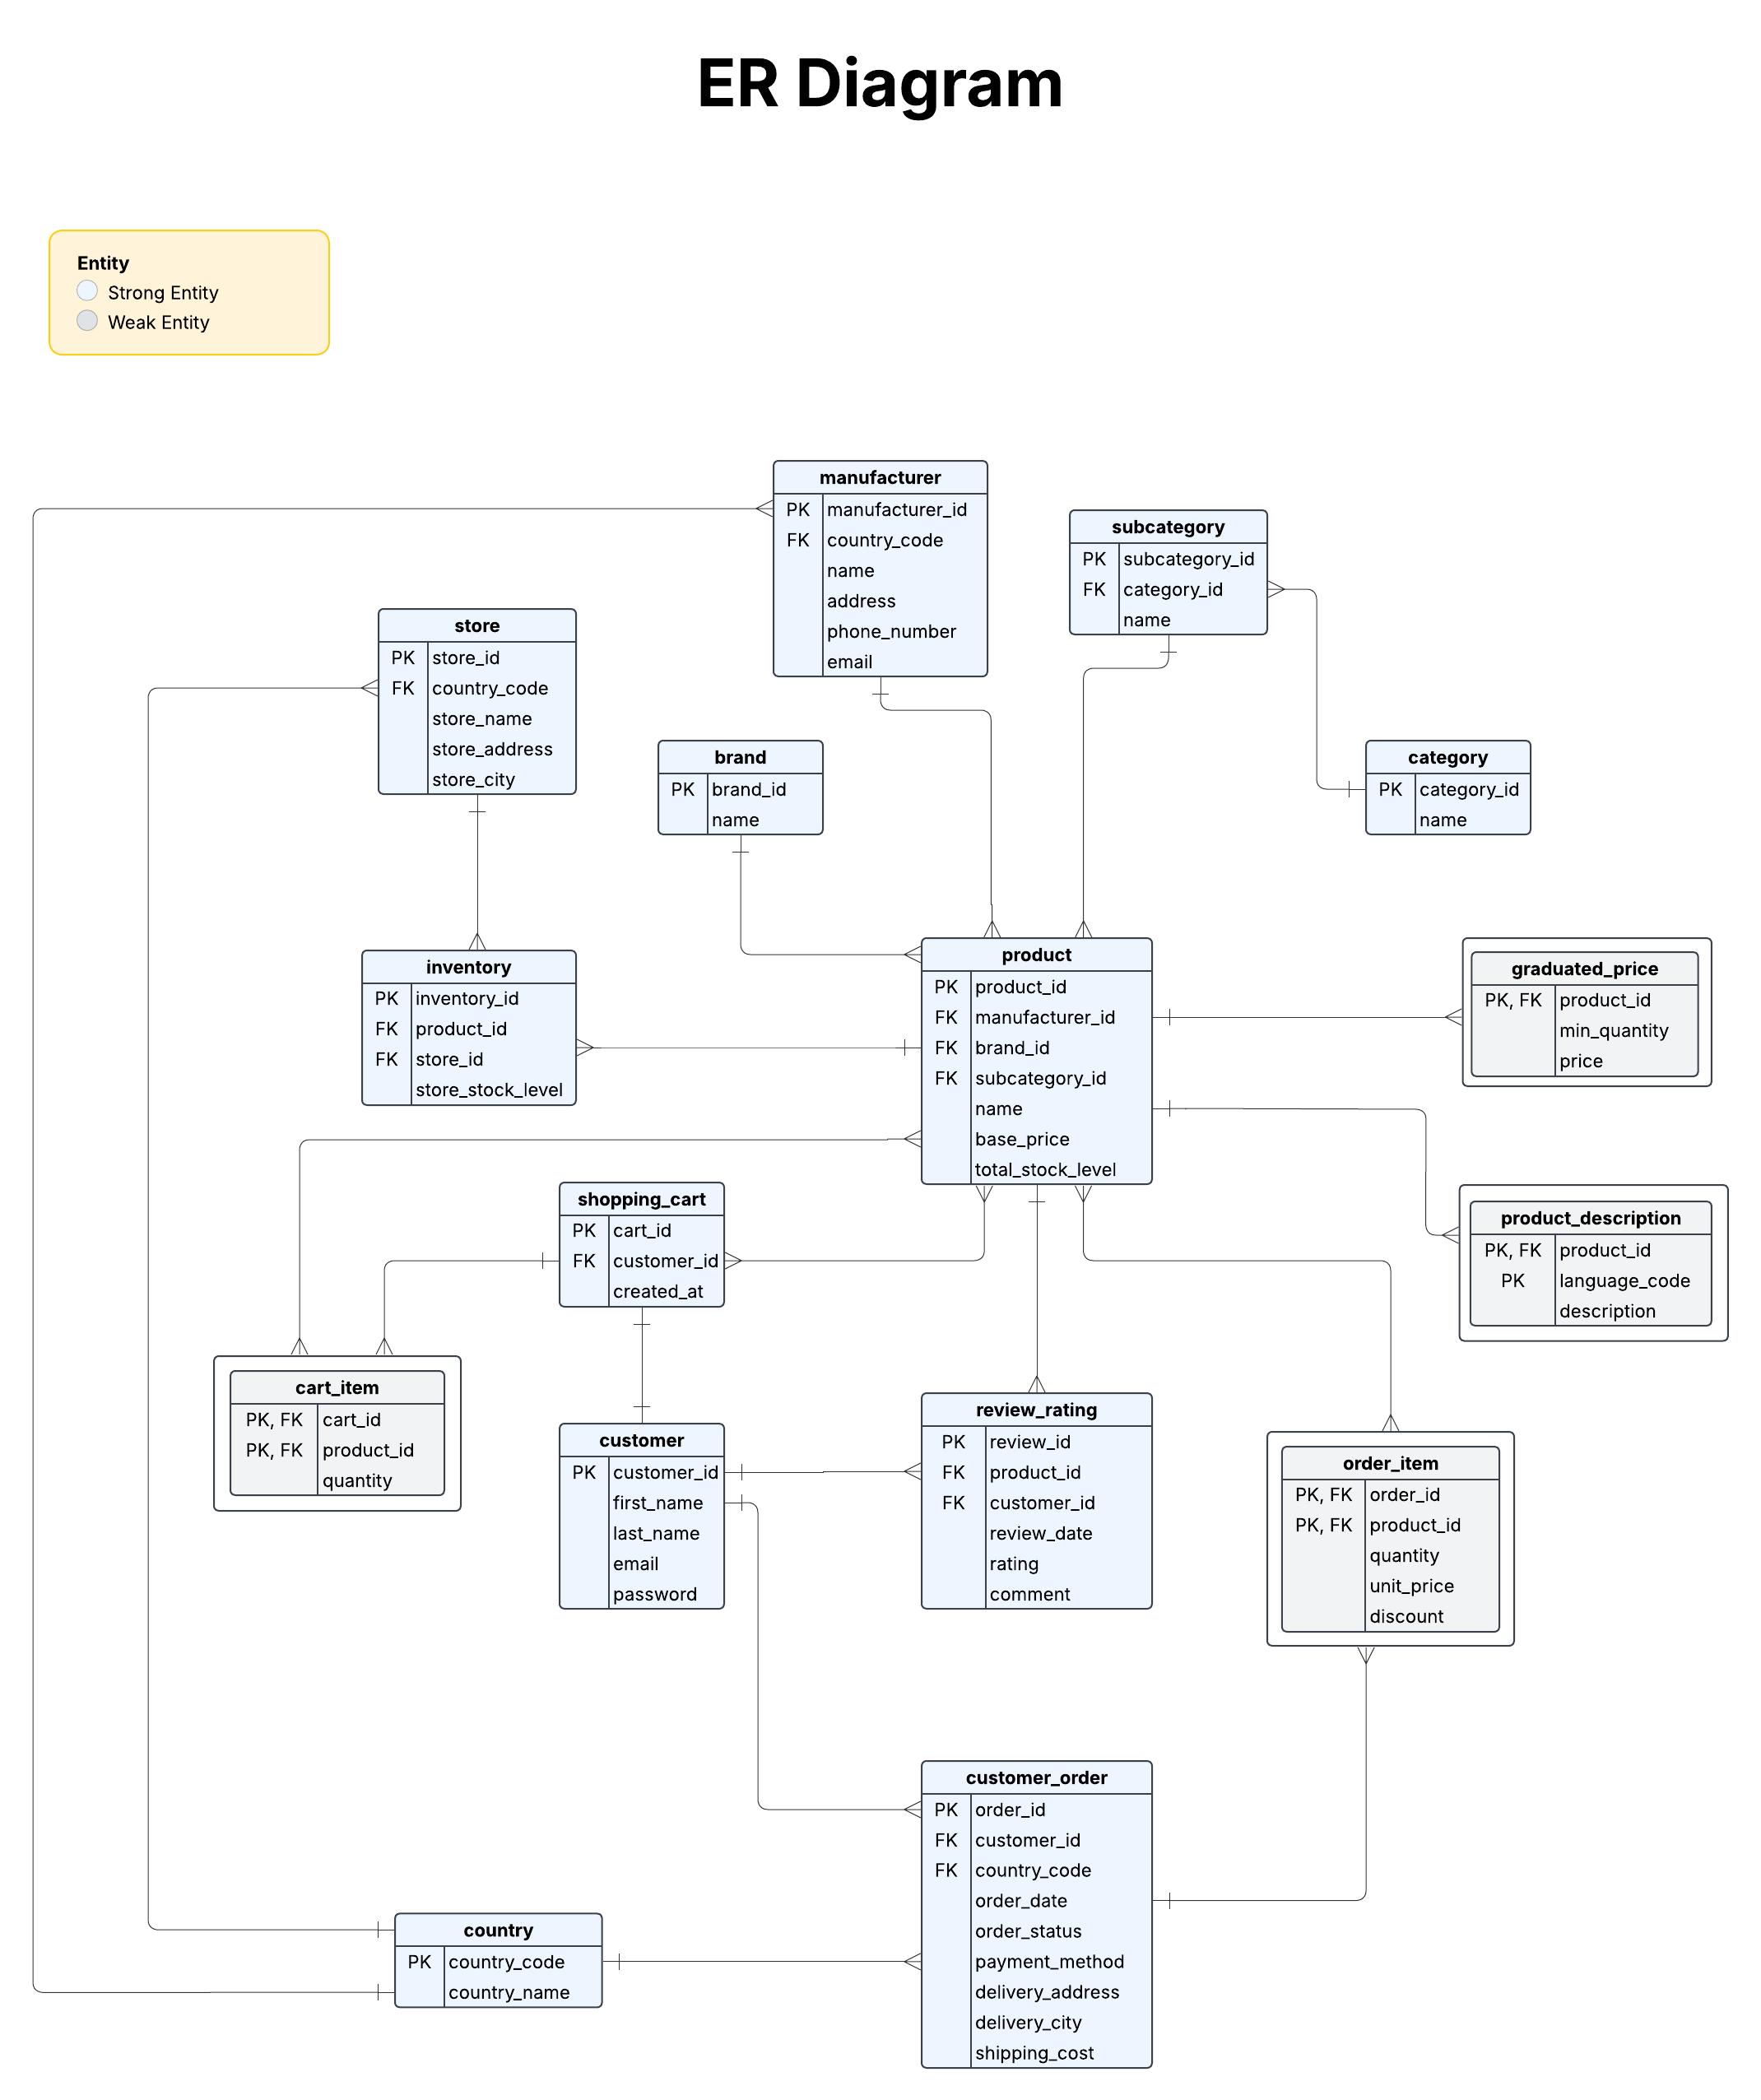 ER Diagram
Entity
Strong Entity
Weak Entity
manufacturer
PK manufacturer_id
FK country_code
name
address
phone_number
email
subcategory
PK subcategory_id
FK category_id
name
store
PK store_id
FK country_code
store_name
store_address
store_city
brand
PK brand_id
name
category
PK category_id
name
inventory
PK inventory_id
FK product_id
FK store_id
store_stock_level
product
PK product_id
FK manufacturer_id
FK brand_id
FK subcategory_id
name
base_price
total_stock_level
graduated_price
PK, FK product_id
min_quantity
price
shopping_cart
PK cart_id
FK customer_id
created_at
product_description
PK, FK product_id
PK language_code
description
cart_item
PK, FK cart_id
PK, FK product_id
quantity
customer
PK customer_id
first_name
last_name
email
password
review_rating
PK review_id
FK product_id
FK customer_id
review_date
rating
comment
order_item
PK, FK order_id
PK, FK product_id
quantity
unit_price
discount
customer_order
PK order_id
FK customer_id
FK country_code
order_date
order_status
payment_method
delivery_address
delivery_city
shipping_cost
country
PK country_code
country_name